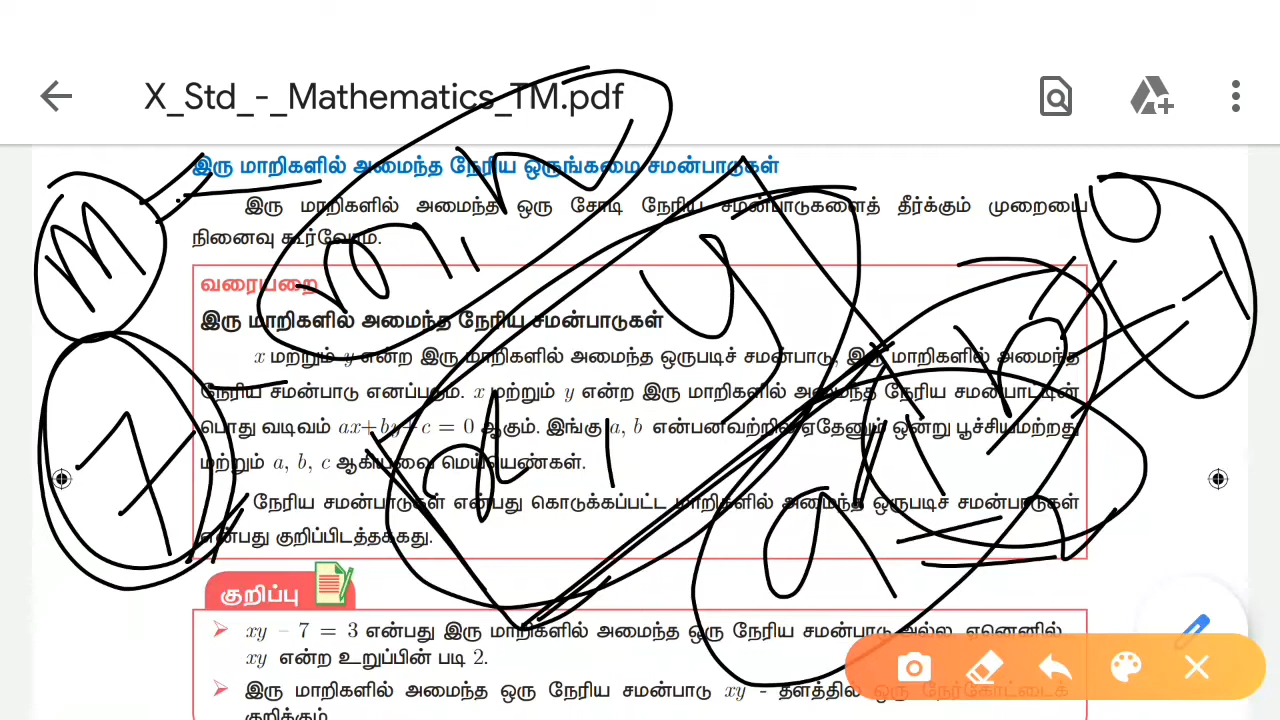 X_Std_-_Mathematics_TM.pdf
இரு மாறிகளில் அமைந்த நேரிய ஒருங்கமை சமன்பாடுகள்
இரு மாறிகளில் அமைந்த ஒரு சோடி நேரிய சமன்பாடுகளைத் தீர்க்கும் முறையை
நினைவு கூர்வோம்.
வரையறை
இரு மாறிகளில் அமைந்த நேரிய சமன்பாடுகள்
x மற்றும் y என்ற இரு மாறிகளில் அமைந்த ஒருபடிச் சமன்பாடு, இரு மாறிகளில் அமைந்த
நேரிய சமன்பாடு எனப்படும். x மற்றும் y என்ற இரு மாறிகளில் அமைந்த நேரிய சமன்பாட்டின்
பொது வடிவம் ax+by+c = 0 ஆகும். இங்கு a, b என்பனவற்றில் ஏதேனும் ஒன்று பூச்சியமற்றது
மற்றும் a, b, c ஆகியவை மெய்யெண்கள்.
நேரிய சமன்பாடுகள் என்பது கொடுக்கப்பட்ட மாறிகளில் அமைந்த ஒருபடிச் சமன்பாடுகள்
என்பது குறிப்பிடத்தக்கது.
குறிப்பு
xy – 7 = 3 என்பது இரு மாறிகளில் அமைந்த ஒரு நேரிய சமன்பாடு அல்ல. ஏனெனில்,
xy என்ற உறுப்பின் படி 2.
இரு மாறிகளில் அமைந்த ஒரு நேரிய சமன்பாடு xy - தளத்தில் ஒரு நேர்கோட்டைக்
குறிக்கும்